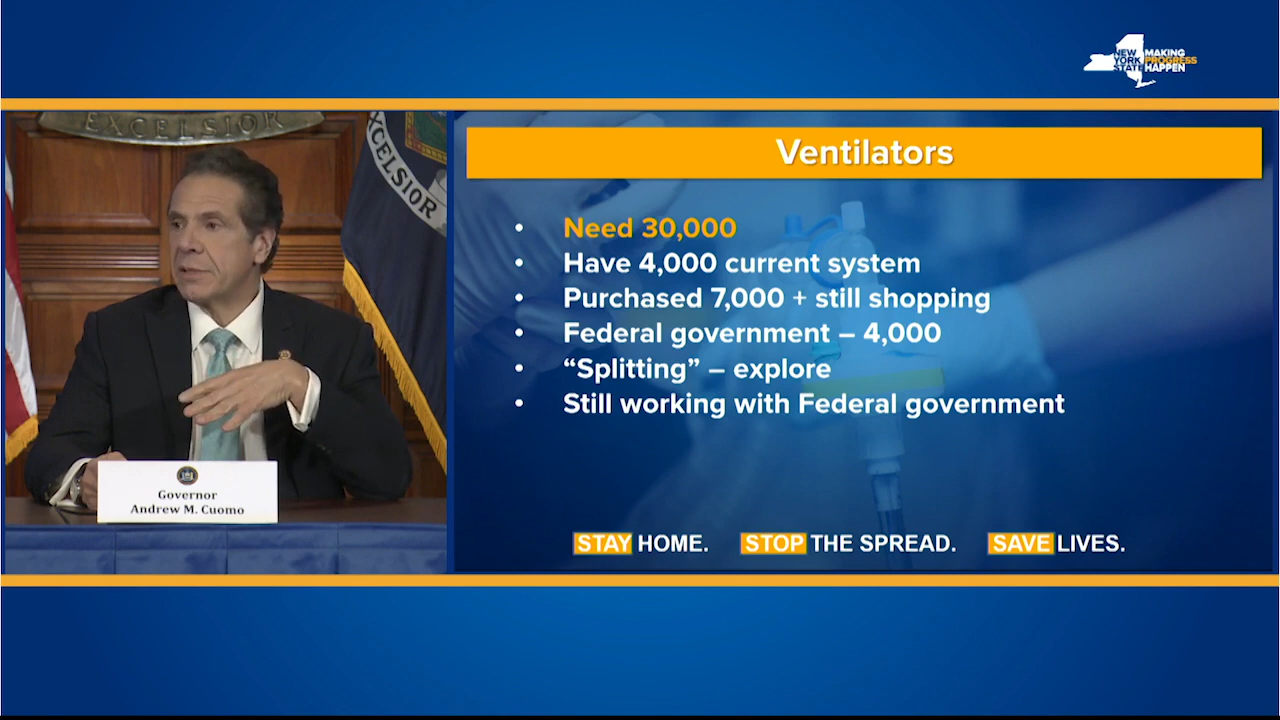 NEW
YORK
STATE
MAKING
PROGRESS
HAPPEN
EXCELSIOR
EXCELSIOR
Governor
Andrew M. Cuomo
Ventilators
• Need 30,000
• Have 4,000 current system
• Purchased 7,000 + still shopping
• Federal government – 4,000
• “Splitting” – explore
• Still working with Federal government
STAY HOME. STOP THE SPREAD. SAVE LIVES.